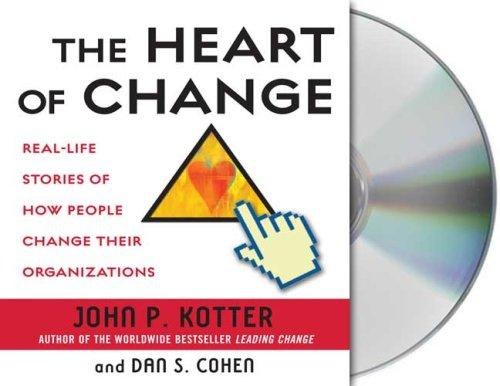 THE HEART
OF CHANGE
REAL-LIFE
STORIES OF
HOW PEOPLE
CHANGE THEIR
ORGANIZATIONS
JOHN P. KOTTER
AUTHOR OF THE WORLDWIDE BESTSELLER LEADING CHANGE
and DAN S. COHEN